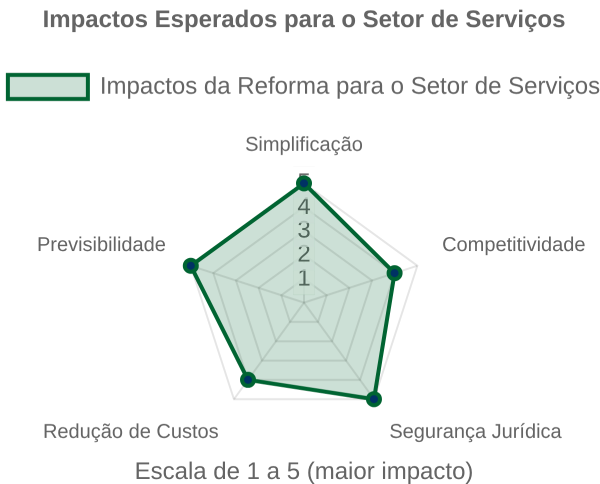 Impactos Esperados para o Setor de Serviços
Impactos da Reforma para o Setor de Serviços
Simplificação
5
4
3
2
1
Previsibilidade
Competitividade
Redução de Custos
Segurança Jurídica
Escala de 1 a 5 (maior impacto)